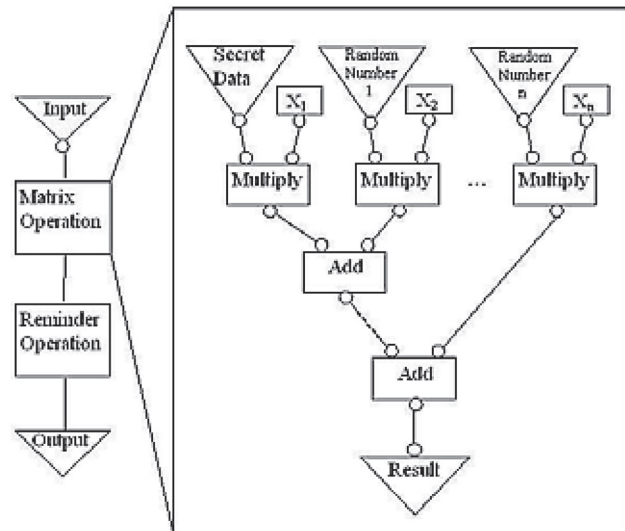 Input
Matrix
Operation
Reminder
Operation
Output
Secret
Data
X1
Random
Number
1
X2
Random
Number
n
Xn
Multiply
Multiply
...
Multiply
Add
Add
Result